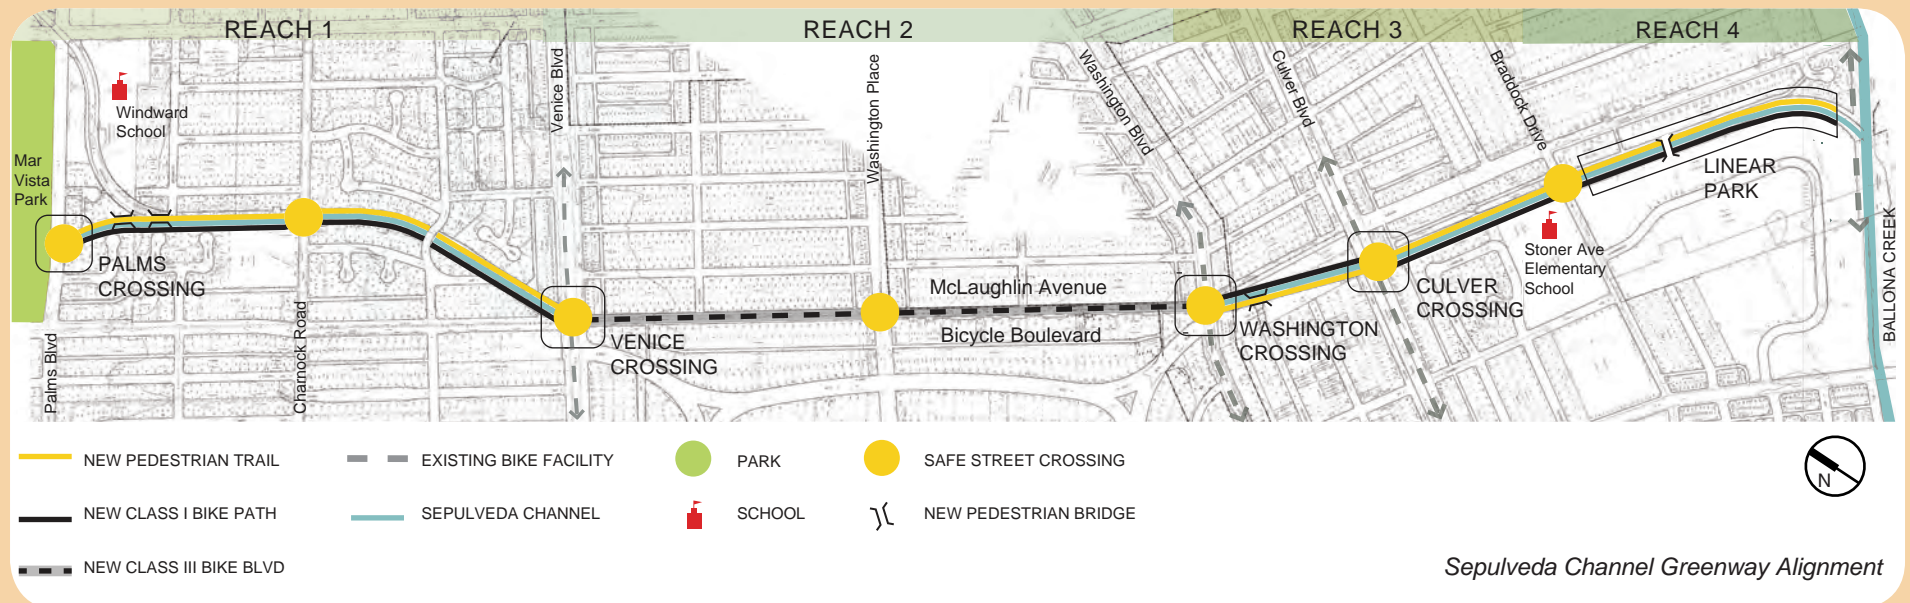 REACH 1
REACH 2
REACH 3
REACH 4
Windward
School
Mar
Vista
Park
Venice Blvd
Washington Place
Washington Blvd
Culver Blvd
Braddock Drive
PALMS
CROSSING
Palms Blvd
Charnock Road
VENICE
CROSSING
McLaughlin Avenue
Bicycle Boulevard
WASHINGTON
CROSSING
CULVER
CROSSING
Stoner Ave
Elementary
School
LINEAR
PARK
BALLONA CREEK
NEW PEDESTRIAN TRAIL
EXISTING BIKE FACILITY
PARK
SAFE STREET CROSSING
NEW CLASS I BIKE PATH
SEPULVEDA CHANNEL
SCHOOL
NEW PEDESTRIAN BRIDGE
NEW CLASS III BIKE BLVD
N
Sepulveda Channel Greenway Alignment